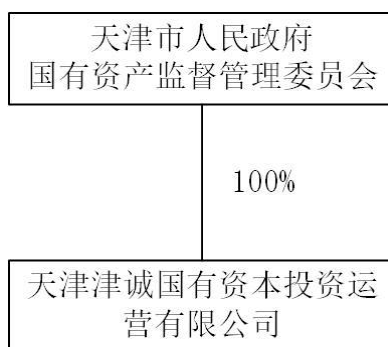 天津市人民政府
国有资产监督管理委员会
100%
天津津诚国有资本投资运
营有限公司